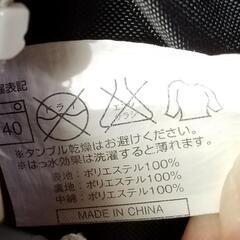 濯表記
40
エンソ
サラシ
※タンブル乾燥はお避けください。
※はっ水効果は洗濯すると薄れます。
表地：ポリエステル100%
裏地：ポリエステル100%
中綿：ポリエステル100%
MADE IN CHINA